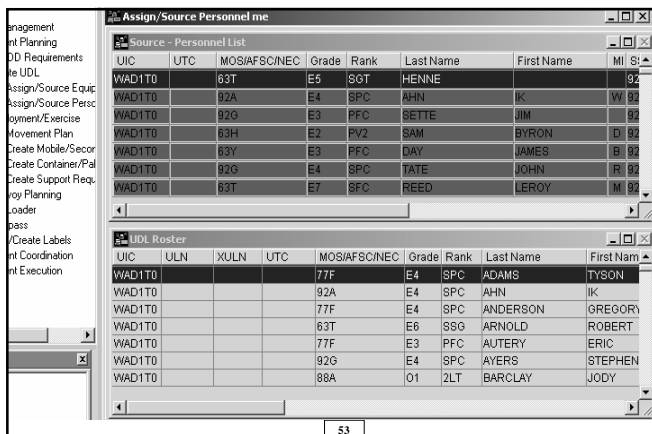 anagement
nt Planning
DD Requirements
te UDL
Assign/Source Equip
Assign/Source Perso
oyment/Exercise
Movement Plan
Create Mobile/Secor
Create Container/Pal
Create Support Requ
voy Planning
Loader
pass
/Create Labels
nt Coordination
nt Execution
Assign/Source Personnel me
Source - Personnel List
UIC UTC MOS/AFSC/NEC Grade Rank Last Name First Name MI S
WAD1T0 63T E5 SGT HENNE 92
WAD1T0 92A E4 SPC AHN IK W 92
WAD1T0 92G E3 PFC SETTE JIM 92
WAD1T0 63H E2 PV2 SAM BYRON D 92
WAD1T0 63Y E3 PFC DAY JAMES B 92
WAD1T0 92G E4 SPC TATE JOHN R 92
WAD1T0 63T E7 SFC REED LEROY M 92
UDL Roster
UIC ULN XULN UTC MOS/AFSC/NEC Grade Rank Last Name First Nam
WAD1T0 77F E4 SPC ADAMS TYSON
WAD1T0 92A E4 SPC AHN IK
WAD1T0 77F E4 SPC ANDERSON GREGORY
WAD1T0 63T E6 SSG ARNOLD ROBERT
WAD1T0 77F E3 PFC AUTERY ERIC
WAD1T0 92G E4 SPC AYERS STEPHEN
WAD1T0 88A O1 2LT BARCLAY JODY
53